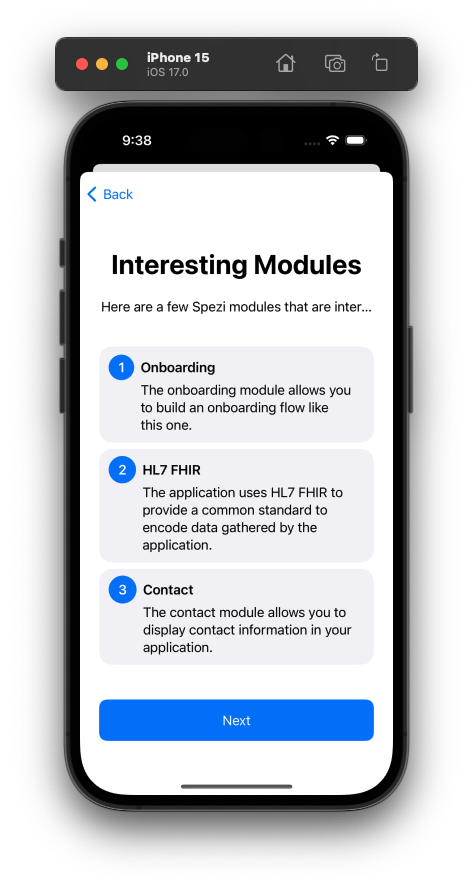 iPhone 15
iOS 17.0
9:38
Back
Interesting Modules
Here are a few Spezi modules that are inter...
1 Onboarding
The onboarding module allows you
to build an onboarding flow like
this one.
2 HL7 FHIR
The application uses HL7 FHIR to
provide a common standard to
encode data gathered by the
application.
3 Contact
The contact module allows you to
display contact information in your
application.
Next